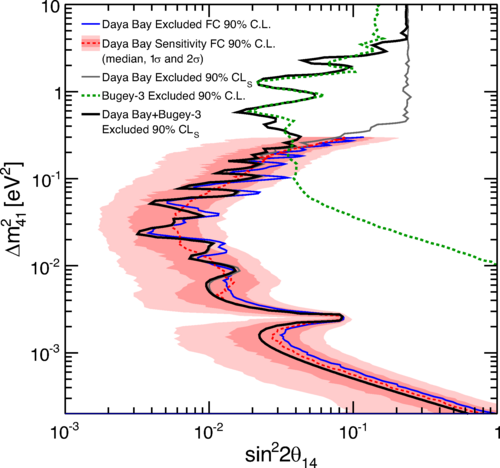 10
Daya Bay Excluded FC 90% C.L.
Daya Bay Sensitivity FC 90% C.L.
(median, 1σ and 2σ)
Daya Bay Excluded 90% CLₛ
Bugey-3 Excluded 90% C.L.
Daya Bay+Bugey-3
Excluded 90% CLₛ
1
10⁻¹
10⁻²
10⁻³
Δm²₄₁ [eV²]
10⁻³
10⁻²
10⁻¹
1
sin²2θ₁₄